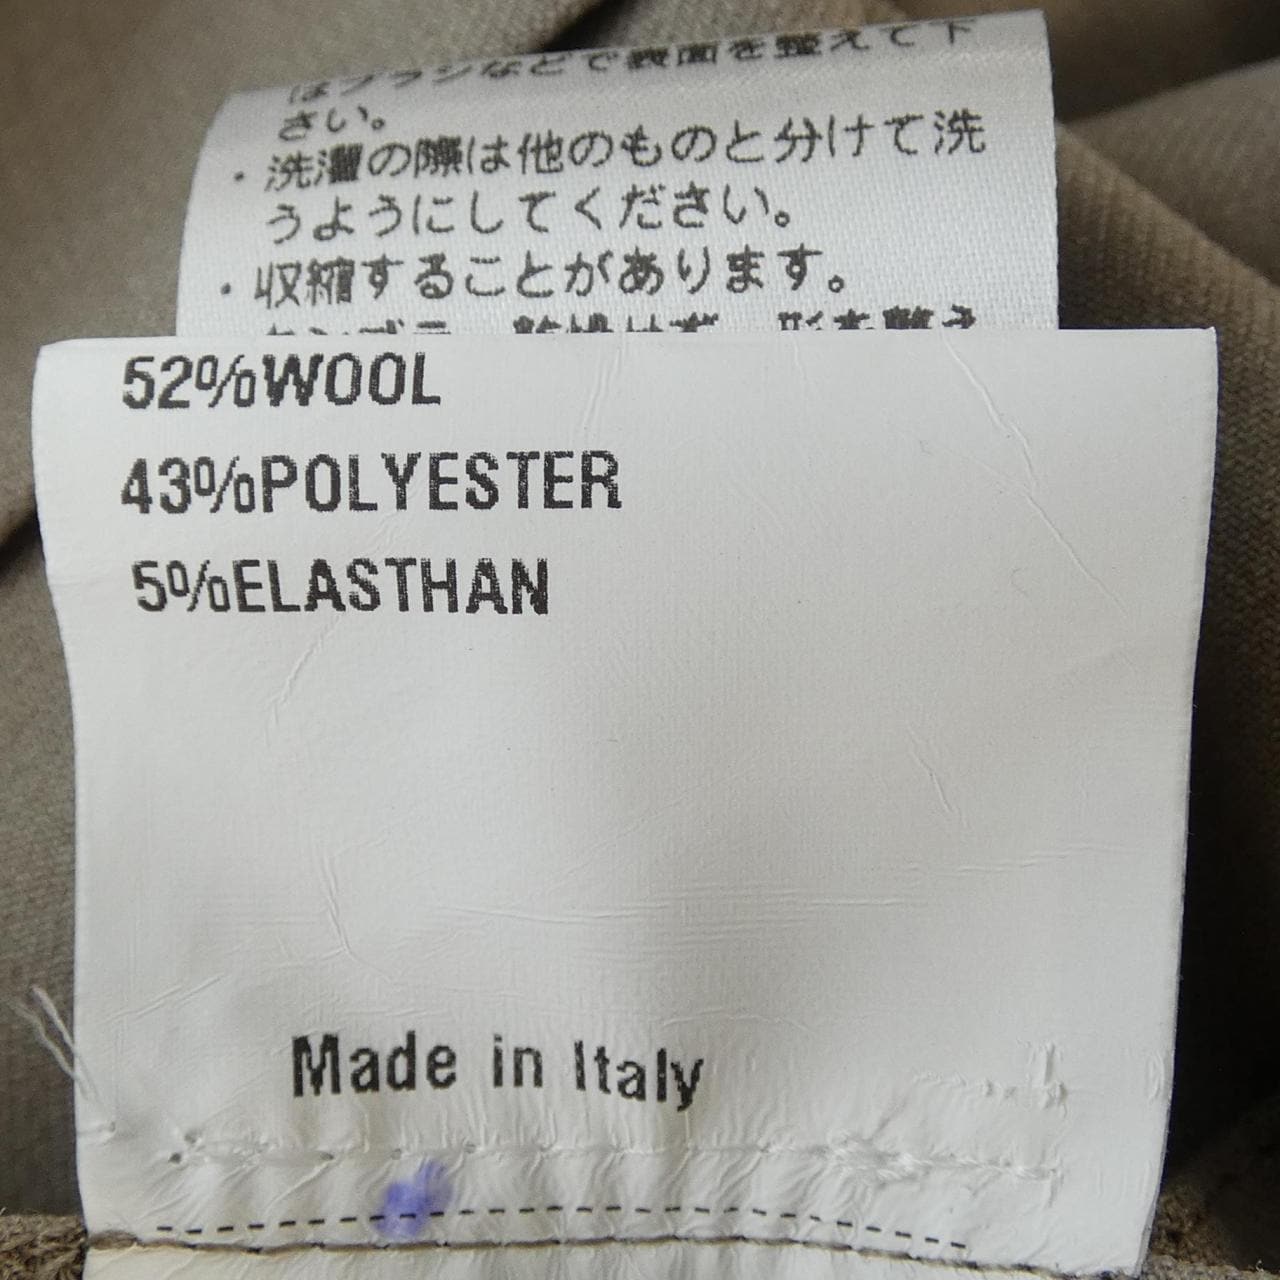 はブラシなどで表面を整えて下
さい。
・洗濯の際は他のものと分けて洗
うようにしてください。
・収縮することがあります。
52%WOOL
43%POLYESTER
5%ELASTHAN
Made in Italy